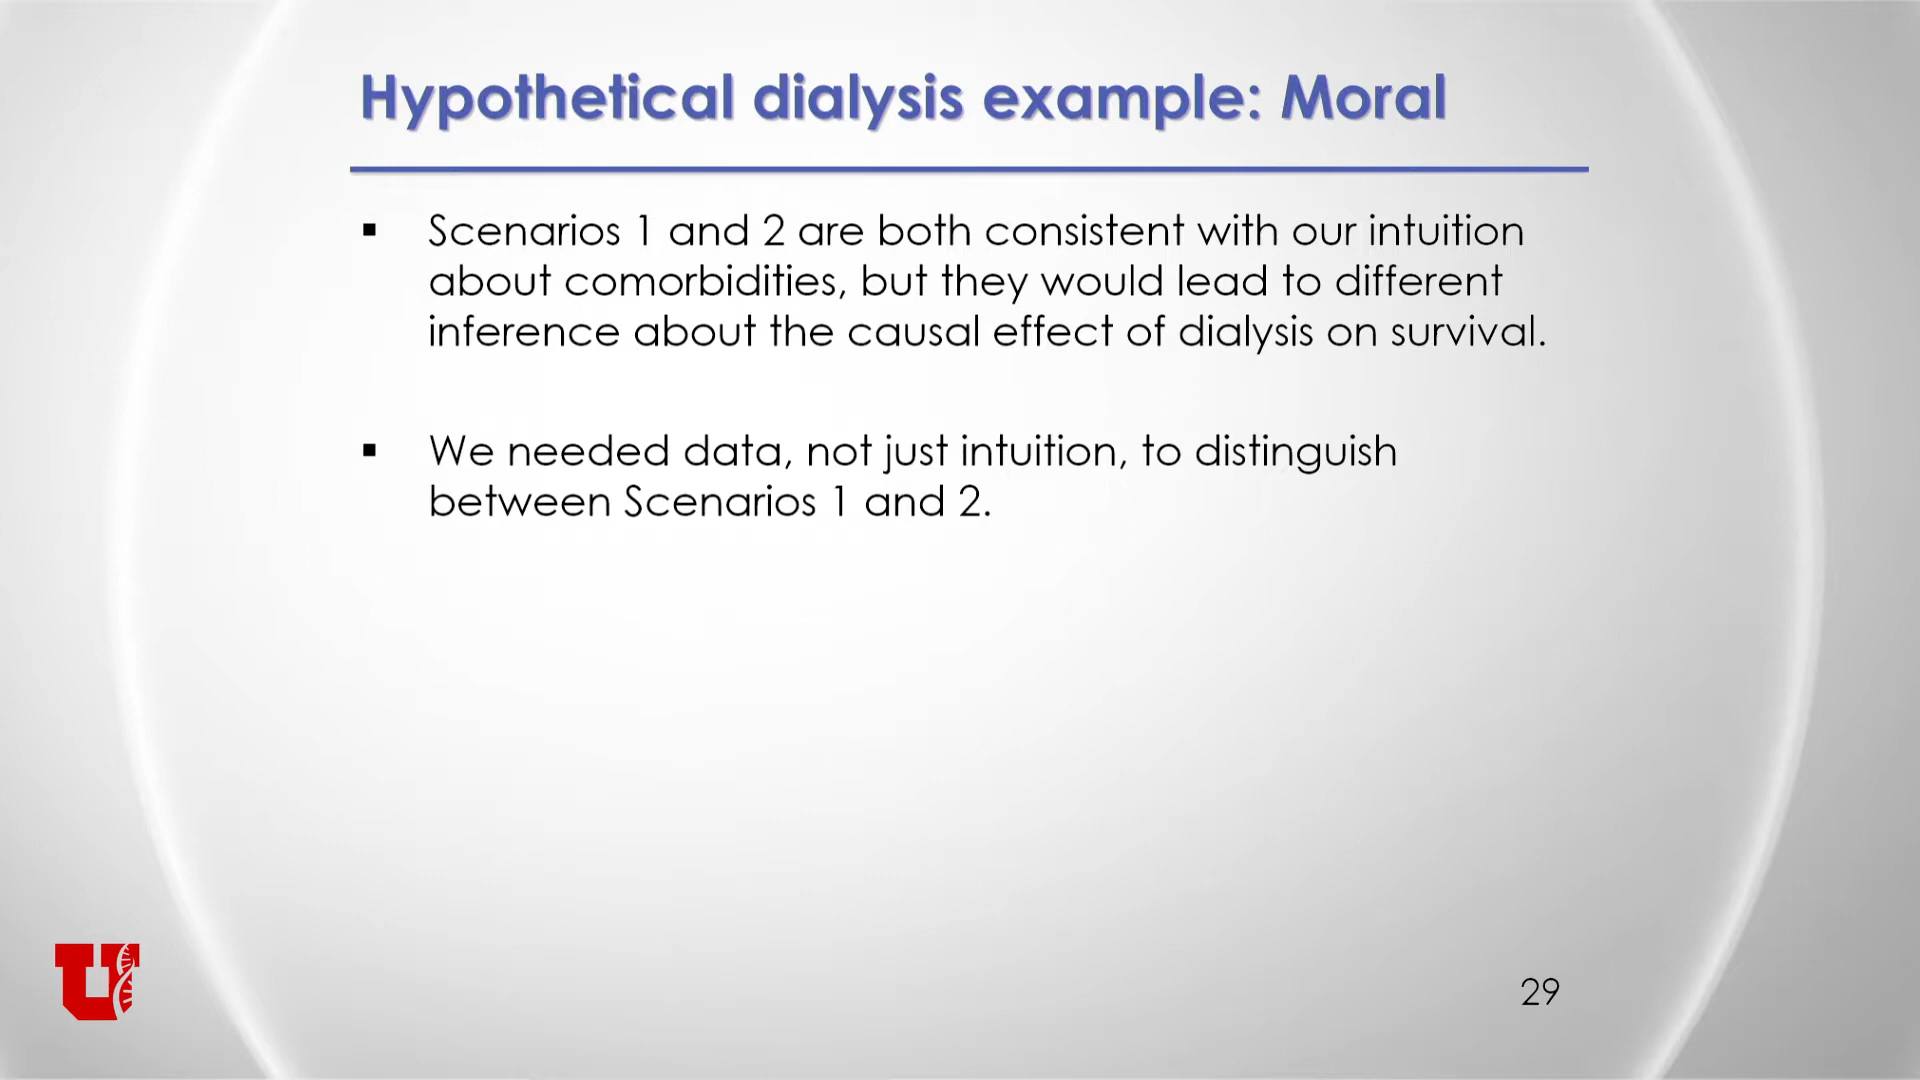 Hypothetical dialysis example: Moral
▪ Scenarios 1 and 2 are both consistent with our intuition
about comorbidities, but they would lead to different
inference about the causal effect of dialysis on survival.
▪ We needed data, not just intuition, to distinguish
between Scenarios 1 and 2.
U
29